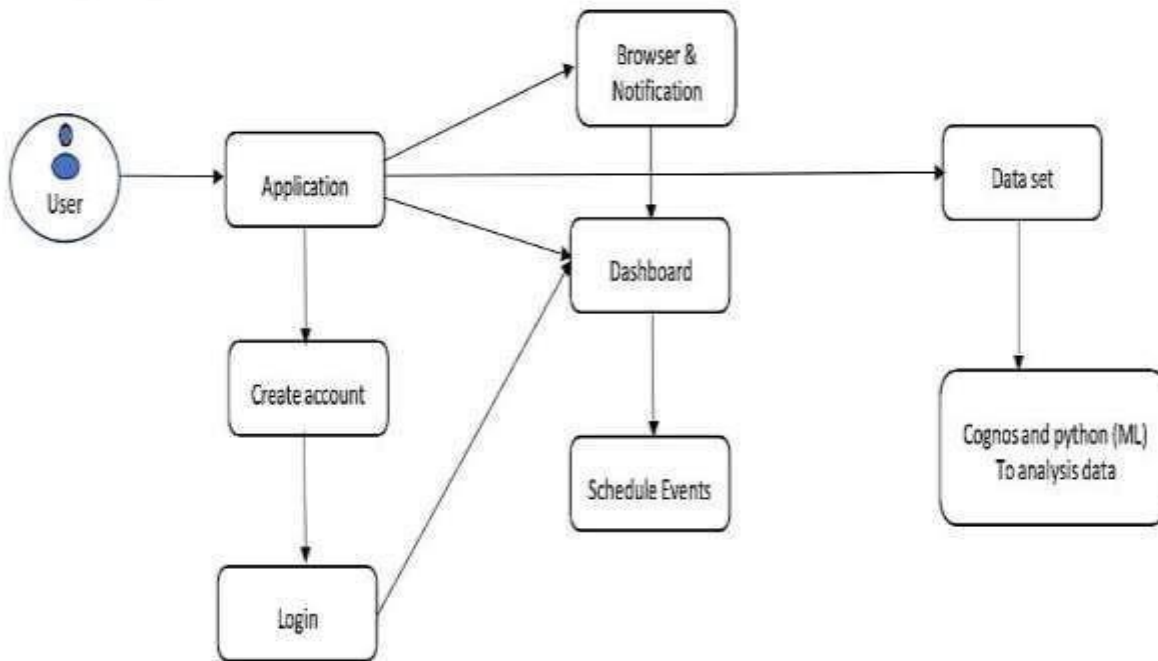 Browser &
Notification
User
Application
Data set
Dashboard
Create account
Cognos and python (ML)
To analysis data
Schedule Events
Login